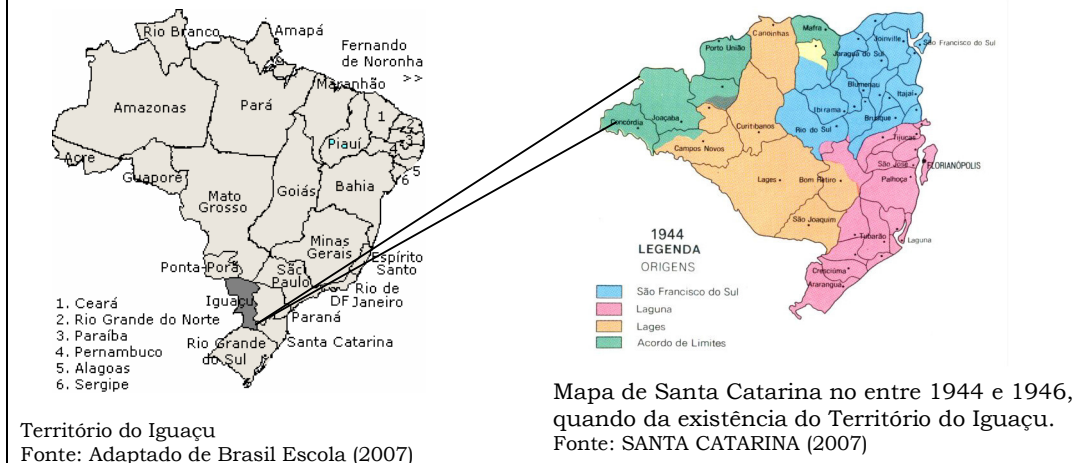 Rio Branco
Amapá
Fernando
de Noronha
>>
Maranhão
Amazonas
Pará
1
2
3
4
5
6
Piauí
Acre
Guaporé
Mato
Grosso
Goiás
Bahia
Minas
Gerais
Espírito
Santo
Ponta-Porã
São
Paulo
Rio de
Janeiro
DF
Iguaçu
Paraná
Santa Catarina
Rio Grande
do Sul
1. Ceará
2. Rio Grande do Norte
3. Paraíba
4. Pernambuco
5. Alagoas
6. Sergipe
Território do Iguaçu
Fonte: Adaptado de Brasil Escola (2007)
Canoinhas
Mafra
Porto União
Joinville
São Francisco do Sul
Jaraguá do Sul
Blumenau
Itajaí
Ibirama
Brusque
Concórdia
Joaçaba
Curitibanos
Rio do Sul
Tijucas
Campos Novos
São José
FLORIANÓPOLIS
Lages
Bom Retiro
Palhoça
São Joaquim
Tubarão
Laguna
Cresciúma
Araranguá
1944
LEGENDA
ORIGENS
São Francisco do Sul
Laguna
Lages
Acordo de Limites
Mapa de Santa Catarina no entre 1944 e 1946,
quando da existência do Território do Iguaçu.
Fonte: SANTA CATARINA (2007)